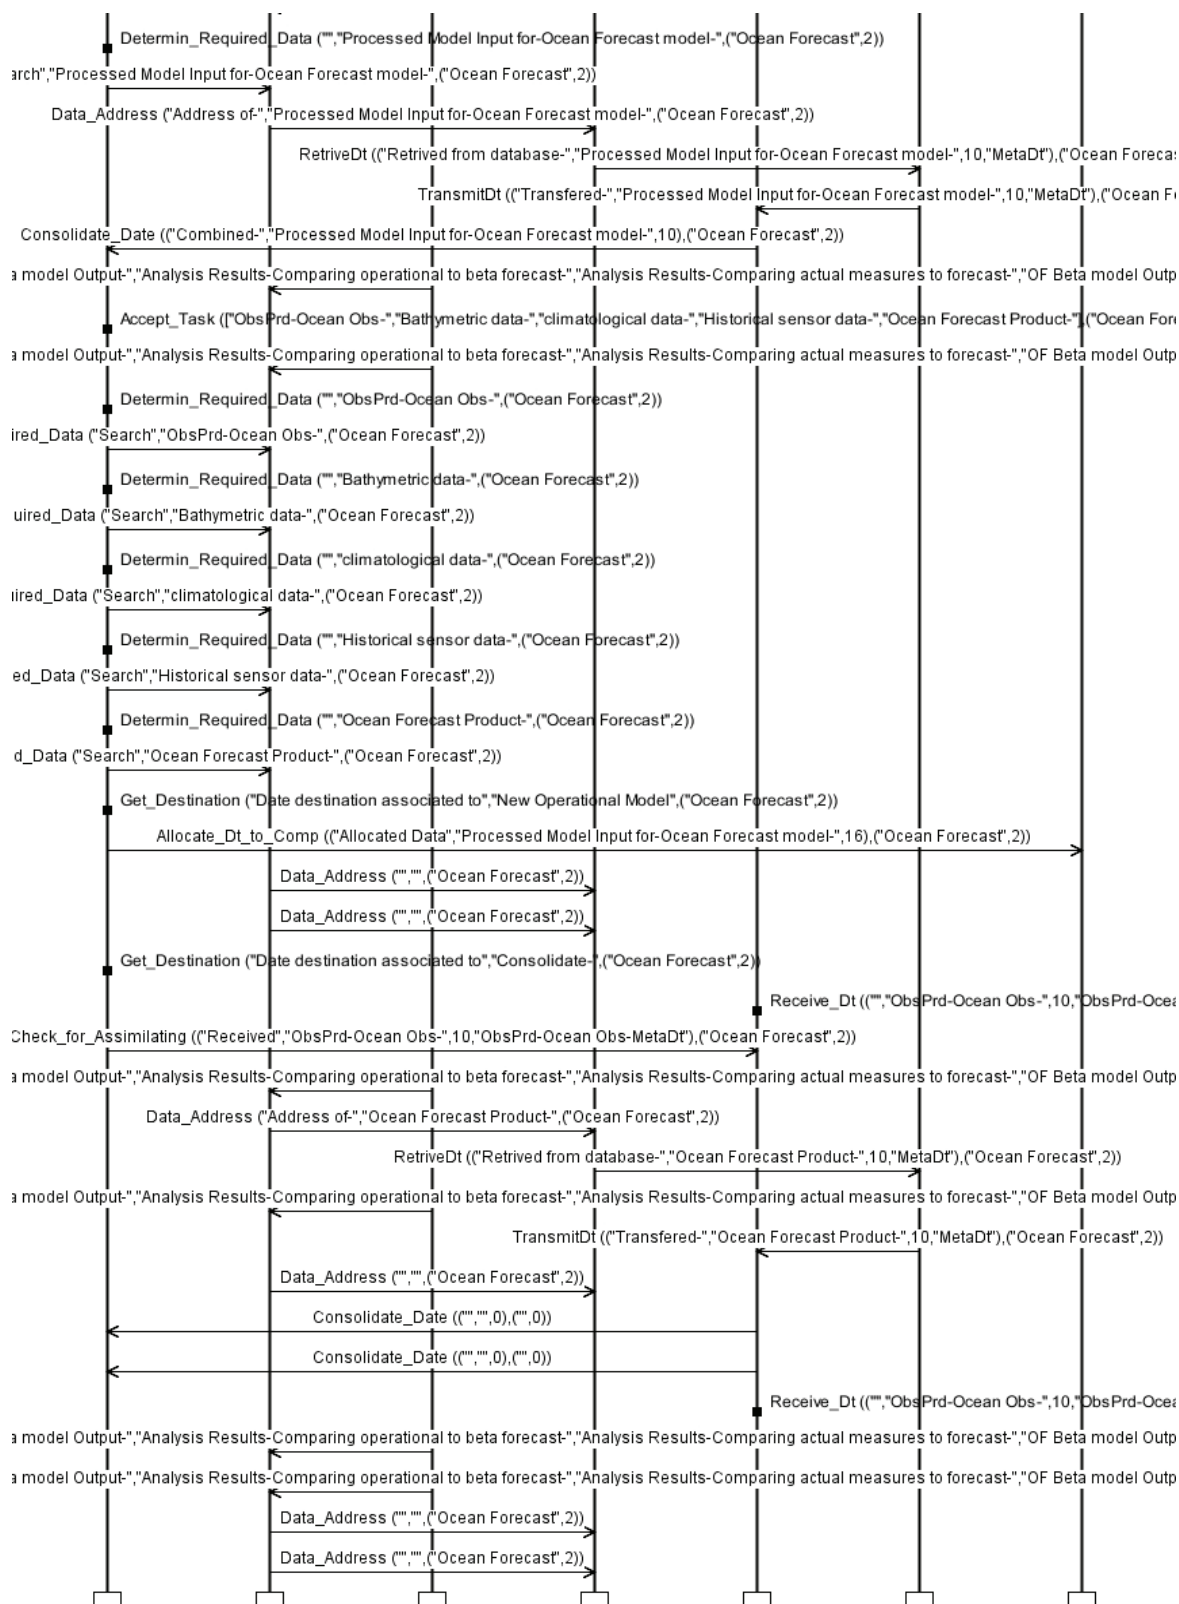 Determin_Required_Data ("","Processed Model Input for-Ocean Forecast model-",("Ocean Forecast",2))
arch","Processed Model Input for-Ocean Forecast model-",("Ocean Forecast",2))
Data_Address ("Address of-","Processed Model Input for-Ocean Forecast model-",("Ocean Forecast",2))
RetriveDt (("Retrived from database-","Processed Model Input for-Ocean Forecast model-",10,"MetaDt"),("Ocean Forecas
TransmitDt (("Transfered-","Processed Model Input for-Ocean Forecast model-",10,"MetaDt"),("Ocean F
Consolidate_Date (("Combined-","Processed Model Input for-Ocean Forecast model-",10),("Ocean Forecast",2))
a model Output-","Analysis Results-Comparing operational to beta forecast-","Analysis Results-Comparing actual measures to forecast-","OF Beta model Outp
Accept_Task (["ObsPrd-Ocean Obs-","Bathymetric data-","climatological data-","Historical sensor data-","Ocean Forecast Product-"],("Ocean Fore
a model Output-","Analysis Results-Comparing operational to beta forecast-","Analysis Results-Comparing actual measures to forecast-","OF Beta model Outp
Determin_Required_Data ("","ObsPrd-Ocean Obs-",("Ocean Forecast",2))
ired_Data ("Search","ObsPrd-Ocean Obs-",("Ocean Forecast",2))
Determin_Required_Data ("","Bathymetric data-",("Ocean Forecast",2))
uired_Data ("Search","Bathymetric data-",("Ocean Forecast",2))
Determin_Required_Data ("","climatological data-",("Ocean Forecast",2))
uired_Data ("Search","climatological data-",("Ocean Forecast",2))
Determin_Required_Data ("","Historical sensor data-",("Ocean Forecast",2))
ed_Data ("Search","Historical sensor data-",("Ocean Forecast",2))
Determin_Required_Data ("","Ocean Forecast Product-",("Ocean Forecast",2))
d_Data ("Search","Ocean Forecast Product-",("Ocean Forecast",2))
Get_Destination ("Date destination associated to","New Operational Model",("Ocean Forecast",2))
Allocate_Dt_to_Comp (("Allocated Data","Processed Model Input for-Ocean Forecast model-",16),("Ocean Forecast",2))
Data_Address ("","",("Ocean Forecast",2))
Data_Address ("","",("Ocean Forecast",2))
Get_Destination ("Date destination associated to","Consolidate-",("Ocean Forecast",2))
Receive_Dt (("","ObsPrd-Ocean Obs-",10,"ObsPrd-Ocea
Check_for_Assimilating (("Received","ObsPrd-Ocean Obs-",10,"ObsPrd-Ocean Obs-MetaDt"),("Ocean Forecast",2))
a model Output-","Analysis Results-Comparing operational to beta forecast-","Analysis Results-Comparing actual measures to forecast-","OF Beta model Outp
Data_Address ("Address of-","Ocean Forecast Product-",("Ocean Forecast",2))
RetriveDt (("Retrived from database-","Ocean Forecast Product-",10,"MetaDt"),("Ocean Forecast",2))
a model Output-","Analysis Results-Comparing operational to beta forecast-","Analysis Results-Comparing actual measures to forecast-","OF Beta model Outp
TransmitDt (("Transfered-","Ocean Forecast Product-",10,"MetaDt"),("Ocean Forecast",2))
Data_Address ("","",("Ocean Forecast",2))
Consolidate_Date (("","",0),("",0))
Consolidate_Date (("","",0),("",0))
Receive_Dt (("","ObsPrd-Ocean Obs-",10,"ObsPrd-Ocea
a model Output-","Analysis Results-Comparing operational to beta forecast-","Analysis Results-Comparing actual measures to forecast-","OF Beta model Outp
a model Output-","Analysis Results-Comparing operational to beta forecast-","Analysis Results-Comparing actual measures to forecast-","OF Beta model Outp
Data_Address ("","",("Ocean Forecast",2))
Data_Address ("","",("Ocean Forecast",2))